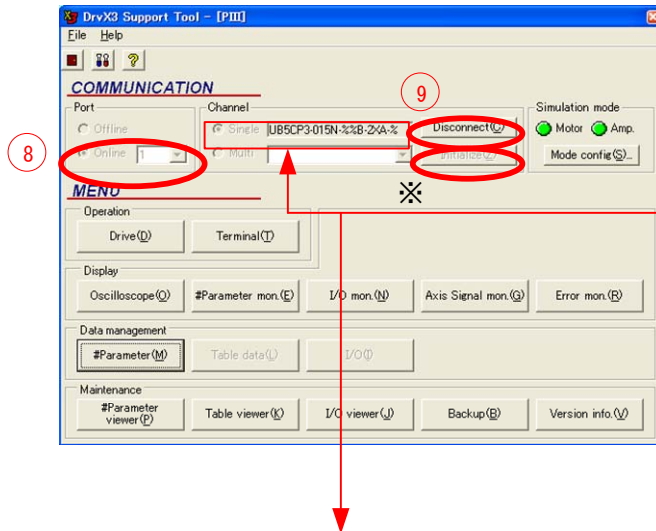 DrvX3 Support Tool - [PIII]
File Help
COMMUNICATION
Port
Channel
⑨
Simulation mode
Offline
Single UB5CP3-015N-%%B-2XA-% Disconnect(C)
Motor Amp.
⑧
Online 1
Multi
Initialize(Z)
Mode config(S)...
※
MENU
Operation
Drive(D) Terminal(T)
Display
Oscilloscope(O) #Parameter mon.(E) I/O mon.(N) Axis Signal mon.(G) Error mon.(R)
Data management
#Parameter(M) Table data(L) I/O(I)
Maintenance
#Parameter viewer(P) Table viewer(K) I/O viewer(J) Backup(B) Version info.(V)